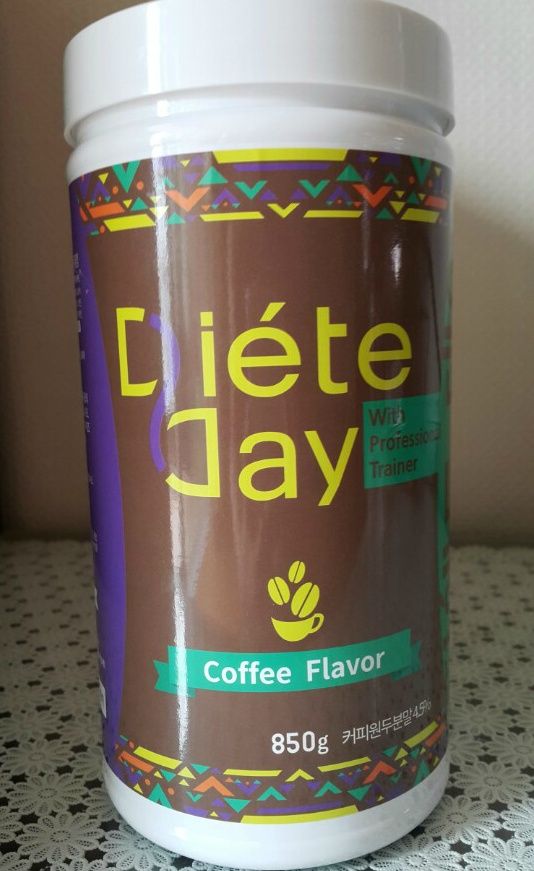 Diéte
Day
With
Professional
Trainer
Coffee Flavor
850g 커피원두분말4.5%